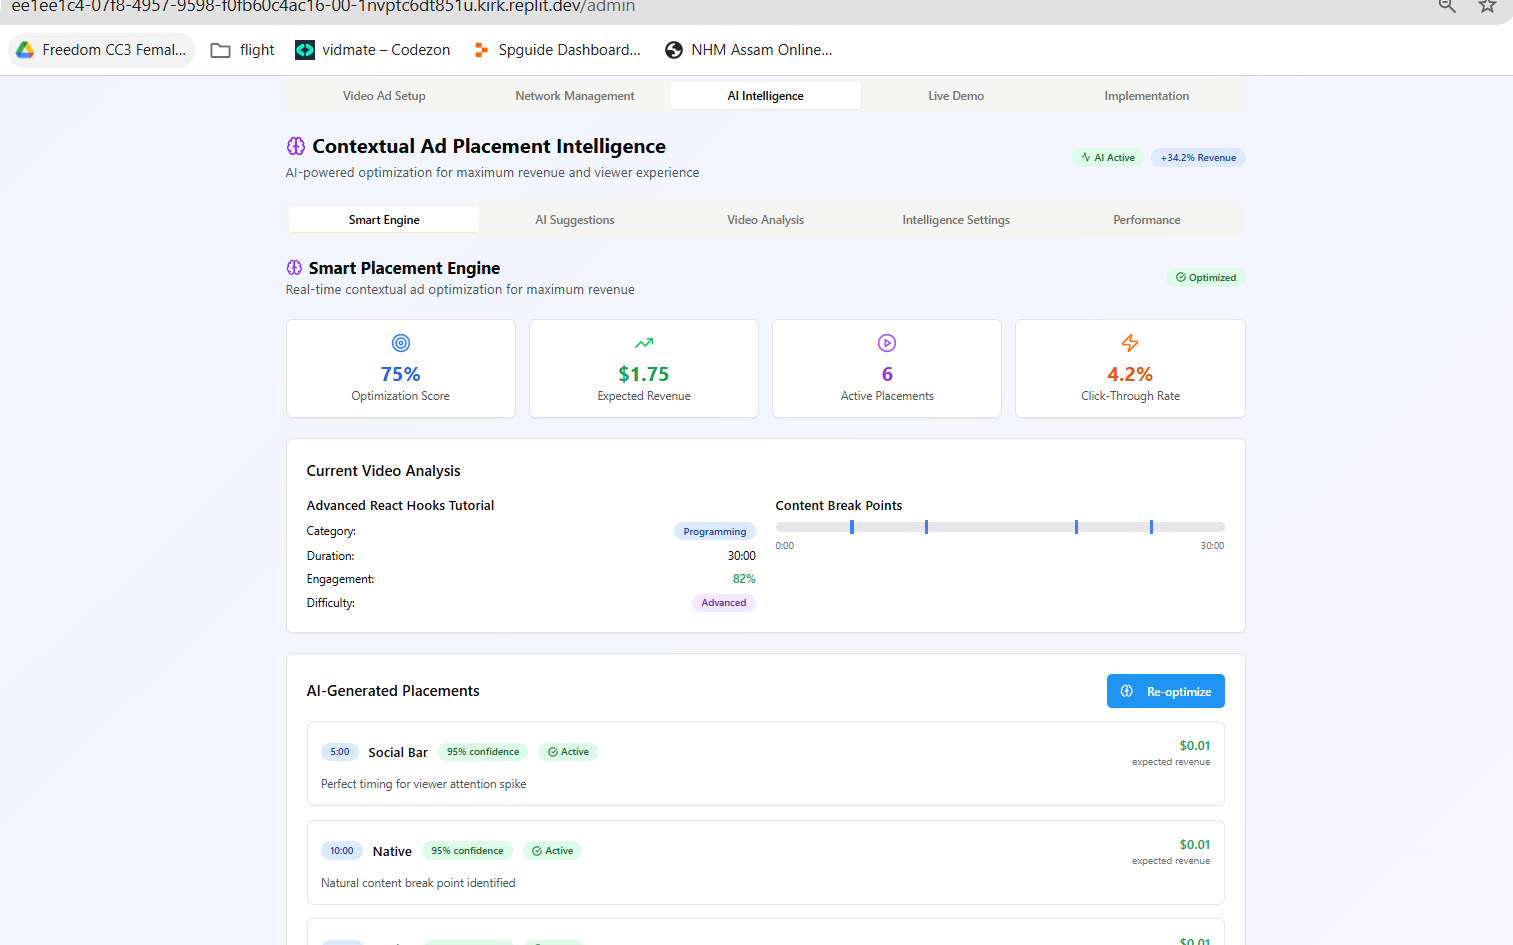 ee1ee1c4-07f8-4957-9598-f0fb60c4ac16-00-1nvptc6dt851u.kirk.replit.dev/admin
Freedom CC3 Femal... flight vidmate – Codezon Spguide Dashboard... NHM Assam Online...
Video Ad Setup Network Management AI Intelligence Live Demo Implementation
Contextual Ad Placement Intelligence
AI Active +34.2% Revenue
AI-powered optimization for maximum revenue and viewer experience
Smart Engine AI Suggestions Video Analysis Intelligence Settings Performance
Smart Placement Engine
Optimized
Real-time contextual ad optimization for maximum revenue
75% $1.75 6 4.2%
Optimization Score Expected Revenue Active Placements Click-Through Rate
Current Video Analysis
Advanced React Hooks Tutorial
Category: Programming
Duration: 30:00
Engagement: 82%
Difficulty: Advanced
Content Break Points
0:00 30:00
AI-Generated Placements
Re-optimize
5:00 Social Bar 95% confidence Active
$0.01
expected revenue
Perfect timing for viewer attention spike
10:00 Native 95% confidence Active
$0.01
expected revenue
Natural content break point identified
$0.01